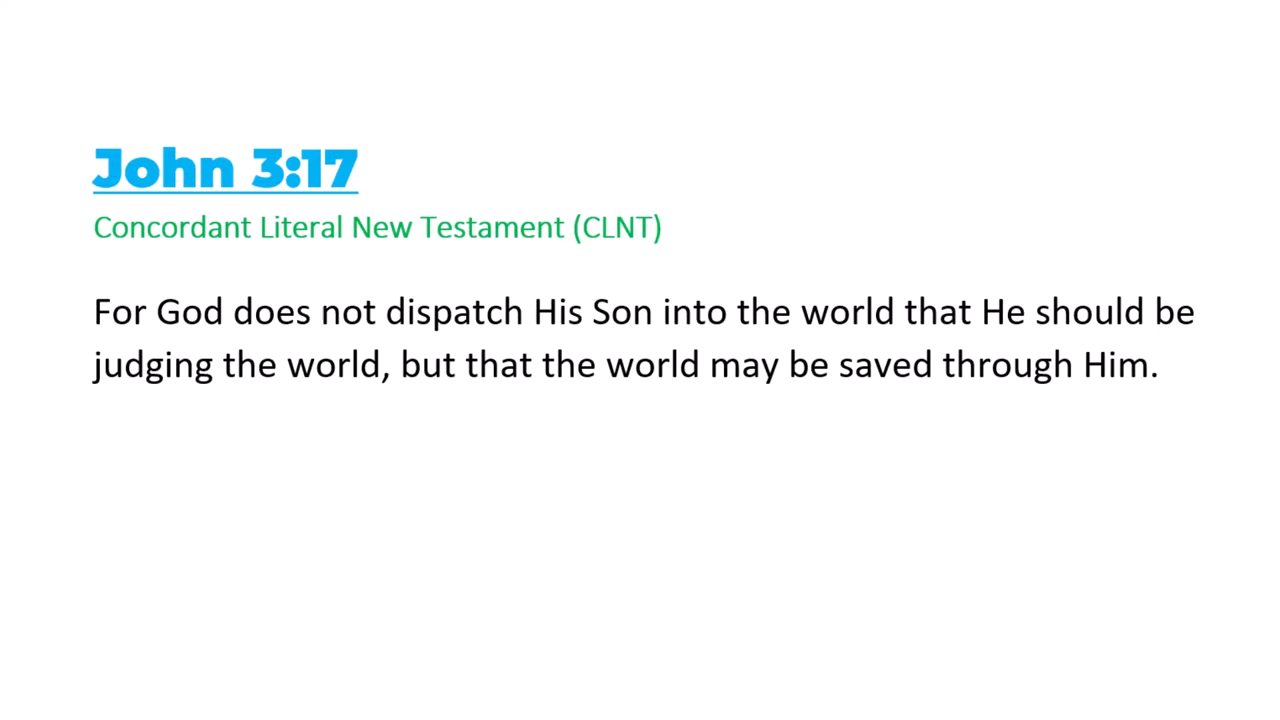 John 3:17
Concordant Literal New Testament (CLNT)
For God does not dispatch His Son into the world that He should be
judging the world, but that the world may be saved through Him.